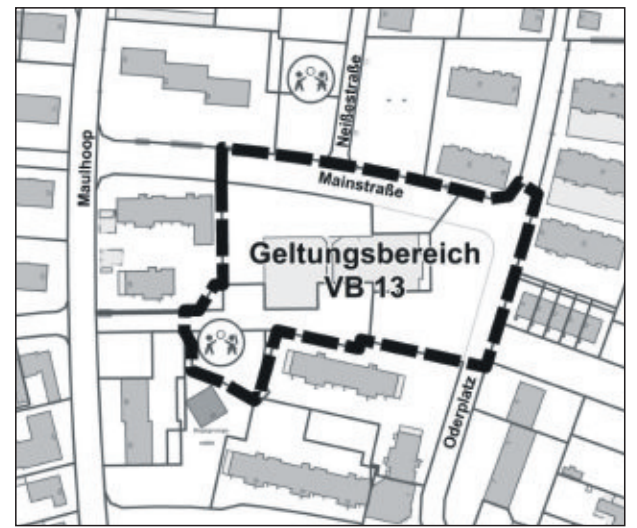 Neißestraße
Maulhoop
Mainstraße
Geltungsbereich
VB 13
Oderplatz